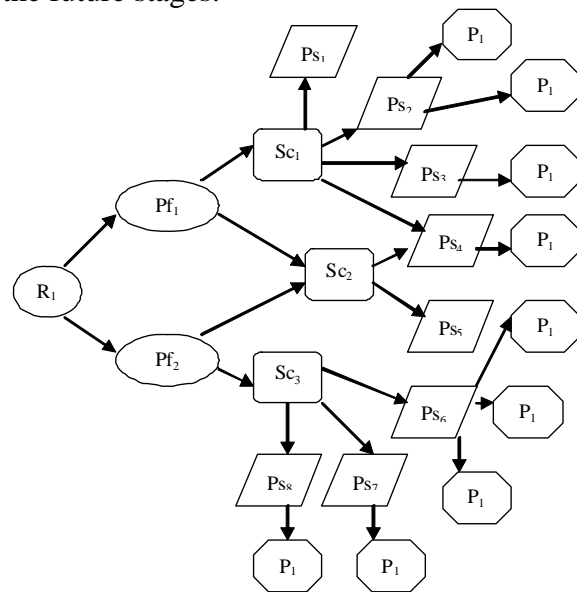 the future stages.
P1
Ps1
Ps2
P1
Sc1
Ps3
P1
Pf1
Ps4
P1
Sc2
R1
Ps5
P1
Pf2
Sc3
Ps6
P1
Ps8
Ps7
P1
P1
P1